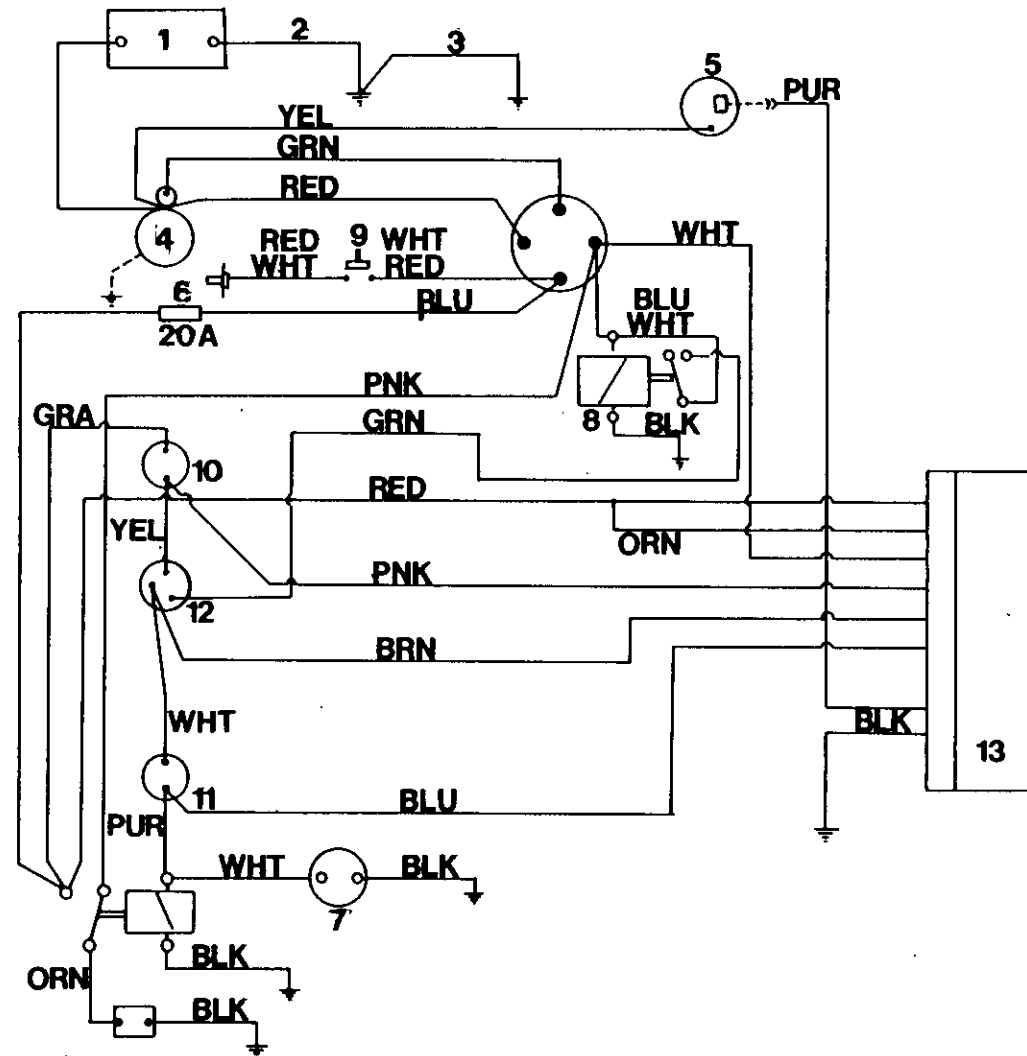 1
2
3
5
PUR
YEL
GRN
RED
4
RED 9 WHT
WHT RED
WHT
6
BLU
BLU
WHT
20A
PNK
8
BLK
GRA
GRN
10
RED
YEL
ORN
PNK
12
BRN
WHT
BLK
13
11
BLU
PUR
WHT
BLK
7
BLK
ORN
BLK